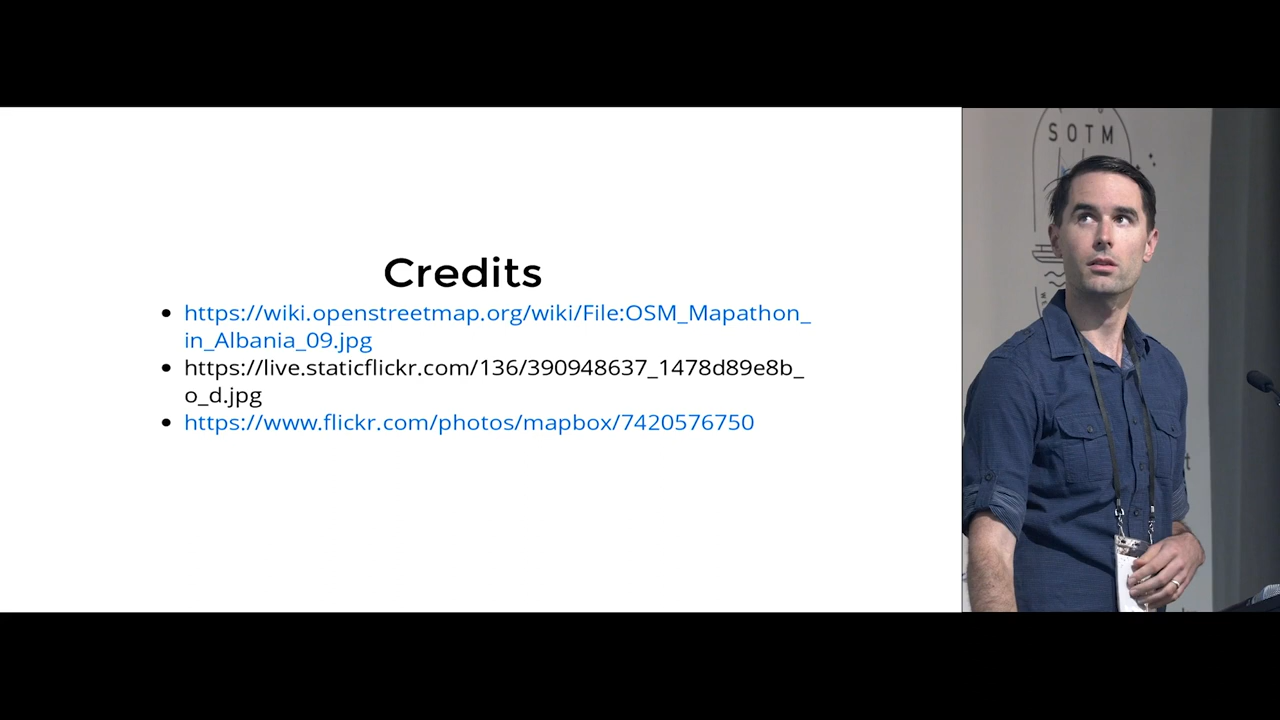 Credits
https://wiki.openstreetmap.org/wiki/File:OSM_Mapathon_
in_Albania_09.jpg
https://live.staticflickr.com/136/390948637_1478d89e8b_
o_d.jpg
https://www.flickr.com/photos/mapbox/7420576750
SOTM